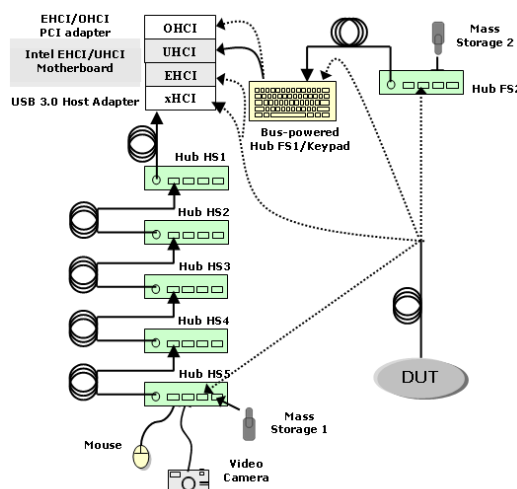 EHCI/OHCI
PCI adapter
Intel EHCI/UHCI
Motherboard
USB 3.0 Host Adapter
OHCI
UHCI
EHCI
xHCI
Mass
Storage 2
Hub FS2
Bus-powered
Hub FS1/Keypad
Hub HS1
Hub HS2
Hub HS3
Hub HS4
Hub HS5
DUT
Mass
Storage 1
Mouse
Video
Camera